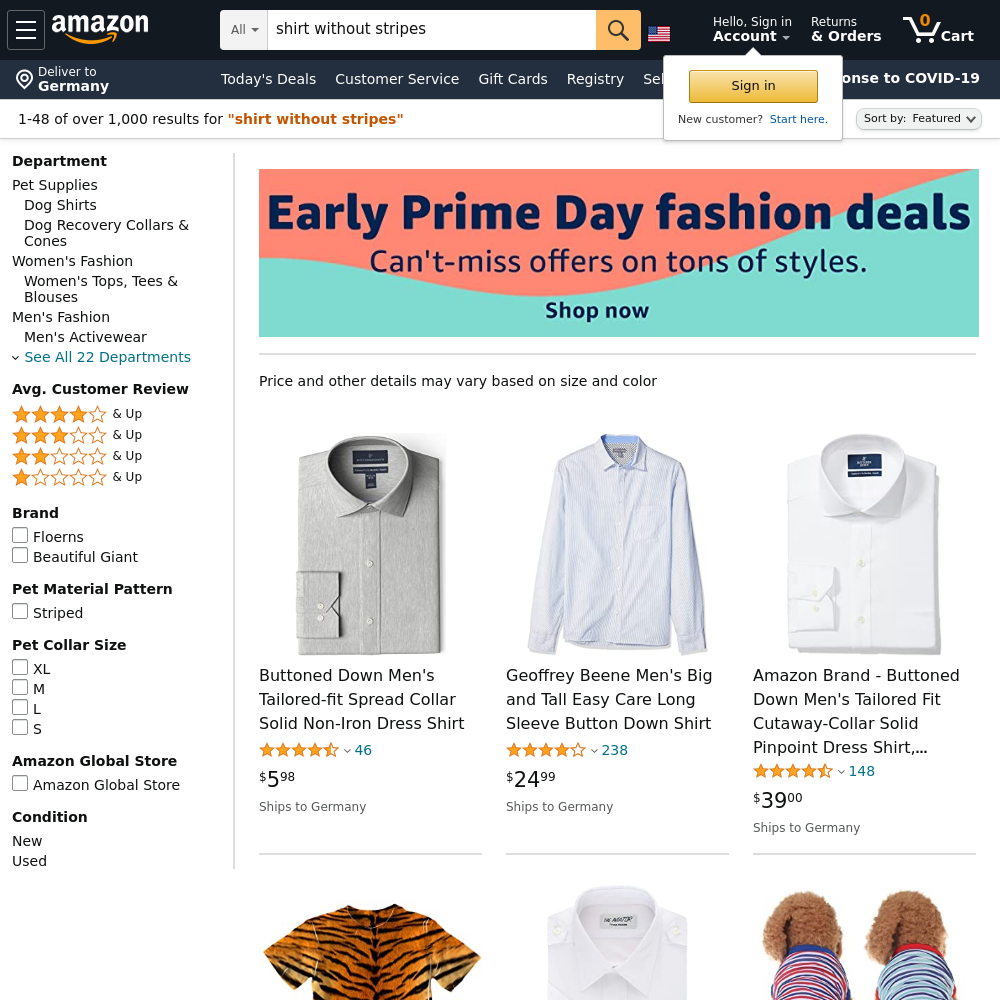 amazon
All
shirt without stripes
Hello, Sign in
Account
Returns
& Orders
0
Cart
Deliver to
Germany
Today's Deals
Customer Service
Gift Cards
Registry
Sel
onse to COVID-19
Sign in
New customer? Start here.
1-48 of over 1,000 results for "shirt without stripes"
Sort by: Featured
Department
Pet Supplies
Dog Shirts
Dog Recovery Collars &
Cones
Women's Fashion
Women's Tops, Tees &
Blouses
Men's Fashion
Men's Activewear
See All 22 Departments
Avg. Customer Review
& Up
& Up
& Up
& Up
Brand
Floerns
Beautiful Giant
Pet Material Pattern
Striped
Pet Collar Size
XL
M
L
S
Amazon Global Store
Amazon Global Store
Condition
New
Used
Early Prime Day fashion deals
Can't-miss offers on tons of styles.
Shop now
Price and other details may vary based on size and color
Buttoned Down Men's
Tailored-fit Spread Collar
Solid Non-Iron Dress Shirt
46
$598
Ships to Germany
Geoffrey Beene Men's Big
and Tall Easy Care Long
Sleeve Button Down Shirt
238
$2499
Ships to Germany
Amazon Brand - Buttoned
Down Men's Tailored Fit
Cutaway-Collar Solid
Pinpoint Dress Shirt,...
148
$3900
Ships to Germany